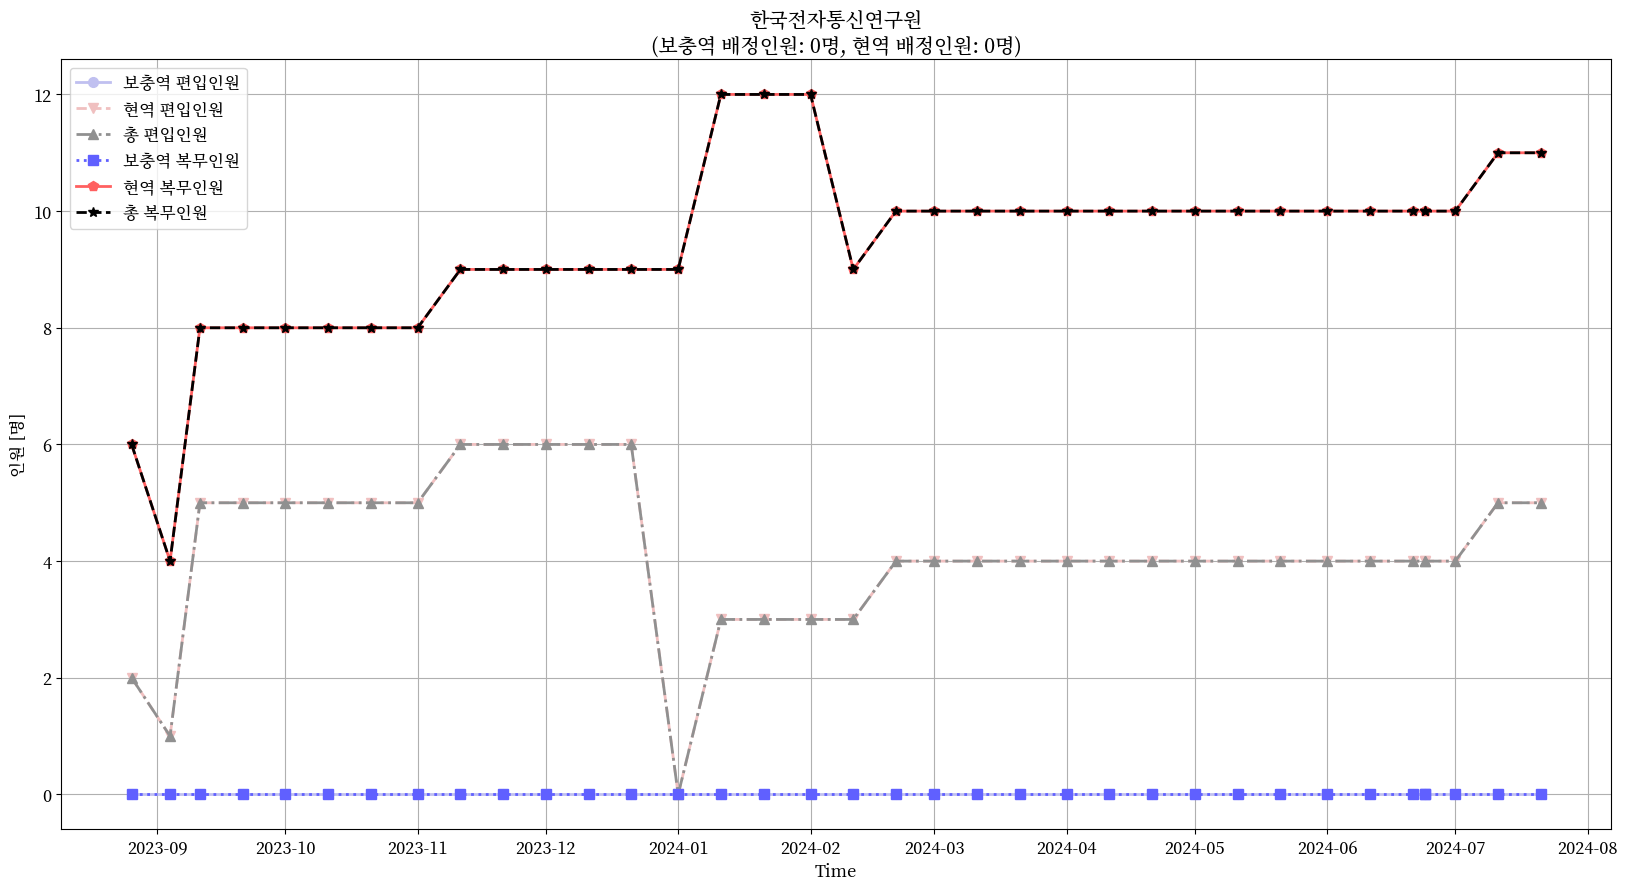 한국전자통신연구원
(보충역 배정인원: 0명, 현역 배정인원: 0명)
보충역 편입인원
현역 편입인원
총 편입인원
보충역 복무인원
현역 복무인원
총 복무인원
인원 [명]
12
10
8
6
4
2
0
2023-09 2023-10 2023-11 2023-12 2024-01 2024-02 2024-03 2024-04 2024-05 2024-06 2024-07 2024-08
Time